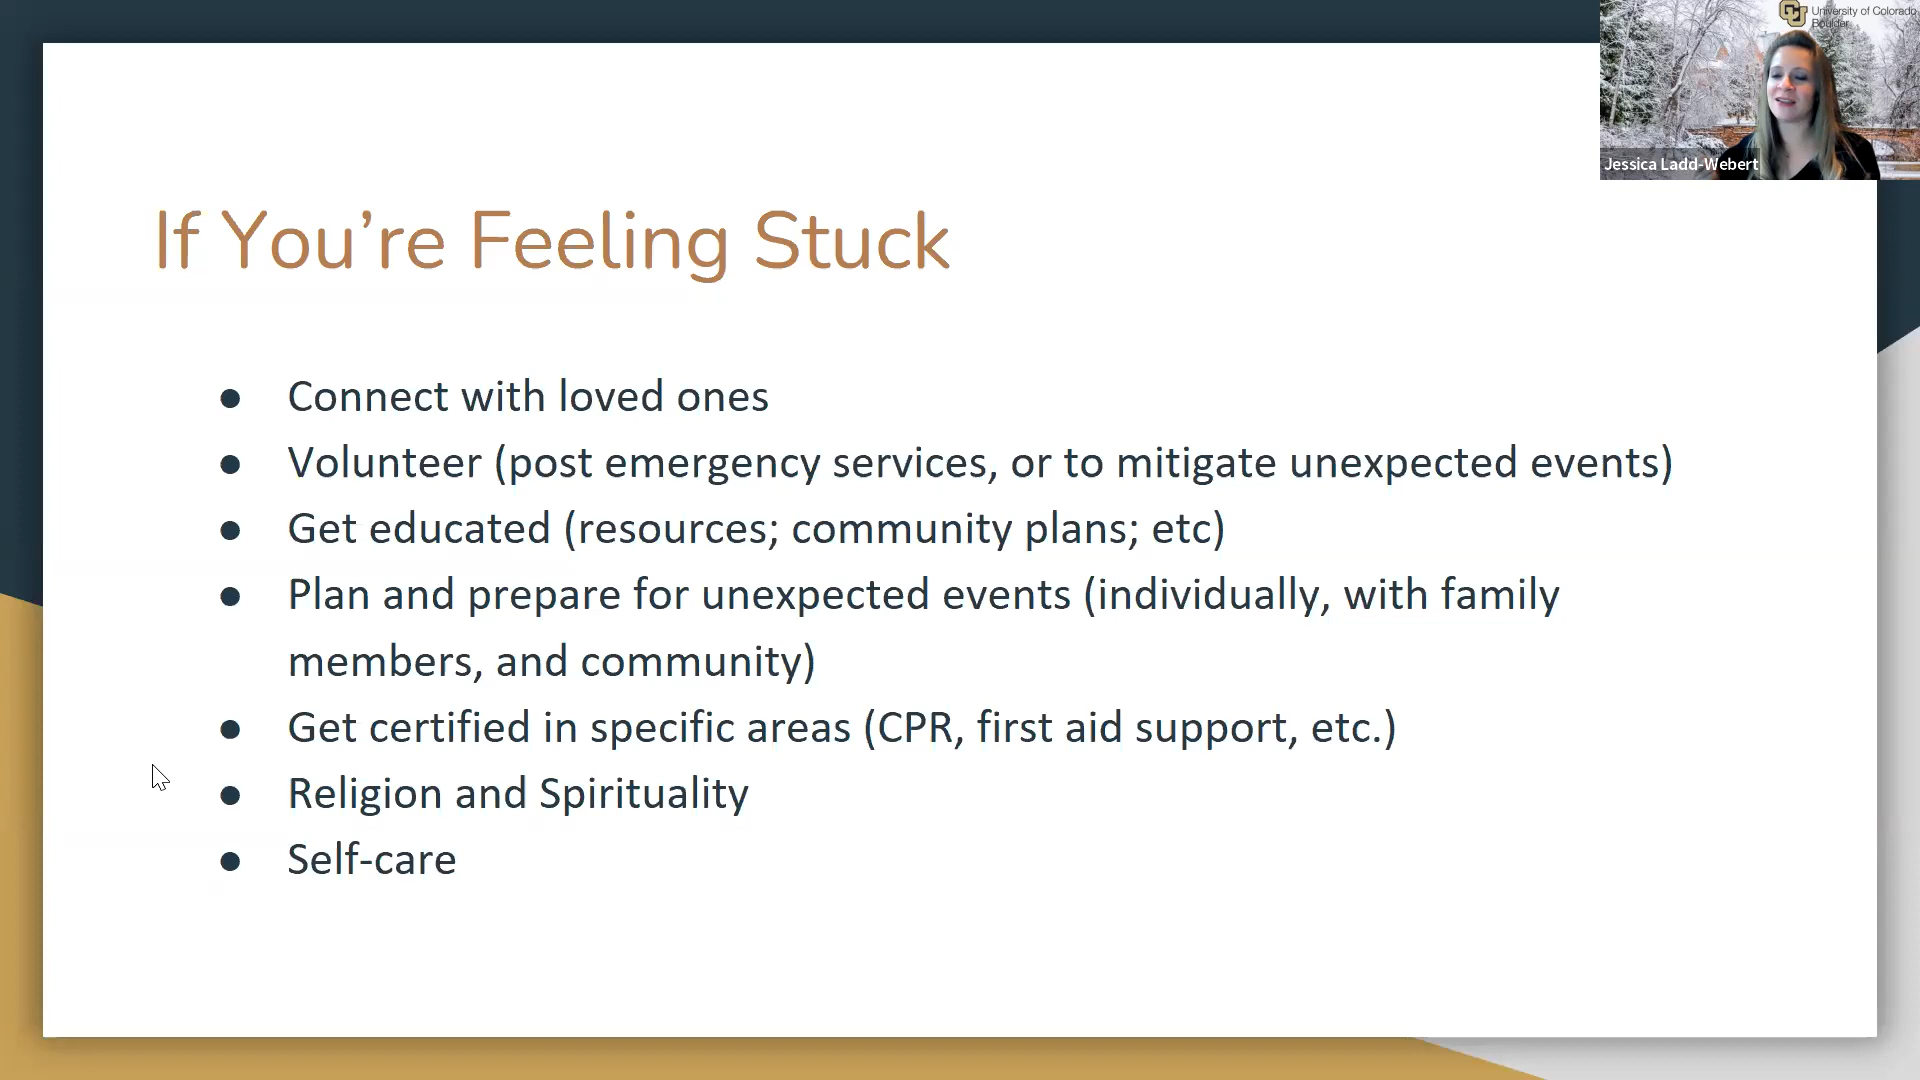 University of Colorado
Boulder
Jessica Ladd-Webert
If You’re Feeling Stuck
● Connect with loved ones
● Volunteer (post emergency services, or to mitigate unexpected events)
● Get educated (resources; community plans; etc)
● Plan and prepare for unexpected events (individually, with family
members, and community)
● Get certified in specific areas (CPR, first aid support, etc.)
● Religion and Spirituality
● Self-care